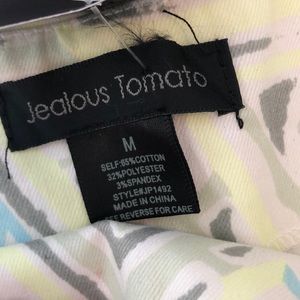 Jealous Tomato
M
SELF:65%COTTON
32%POLYESTER
3%SPANDEX
STYLE#JP1492
MADE IN CHINA
SEE REVERSE FOR CARE